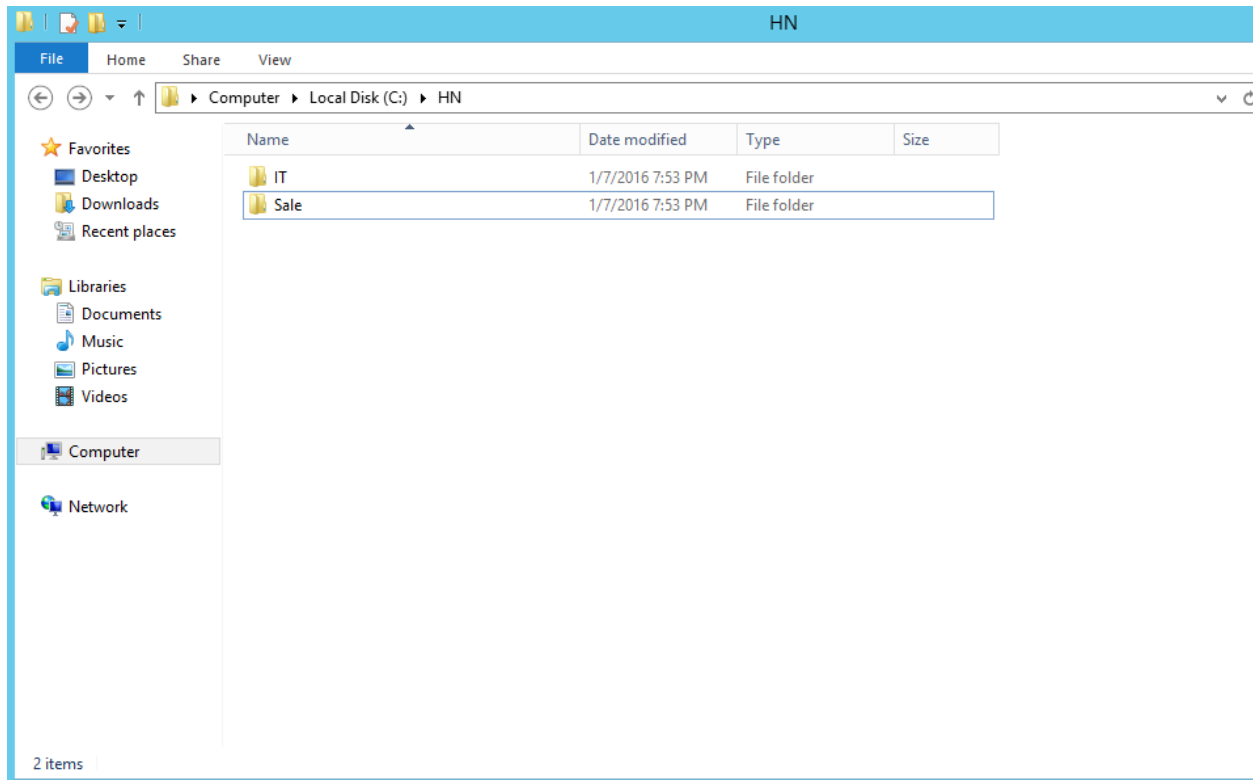 HN
File Home Share View
Computer Local Disk (C:) HN
Name Date modified Type Size
Favorites
Desktop
Downloads
Recent places
Libraries
Documents
Music
Pictures
Videos
Computer
Network
IT 1/7/2016 7:53 PM File folder
Sale 1/7/2016 7:53 PM File folder
2 items